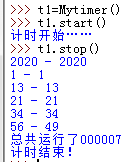 >>> t1=Mytimer()
>>> t1.start()
计时开始……
>>> t1.stop()
2020 - 2020
1 - 1
13 - 13
21 - 21
34 - 34
56 - 49
总共运行了000007
计时结束!